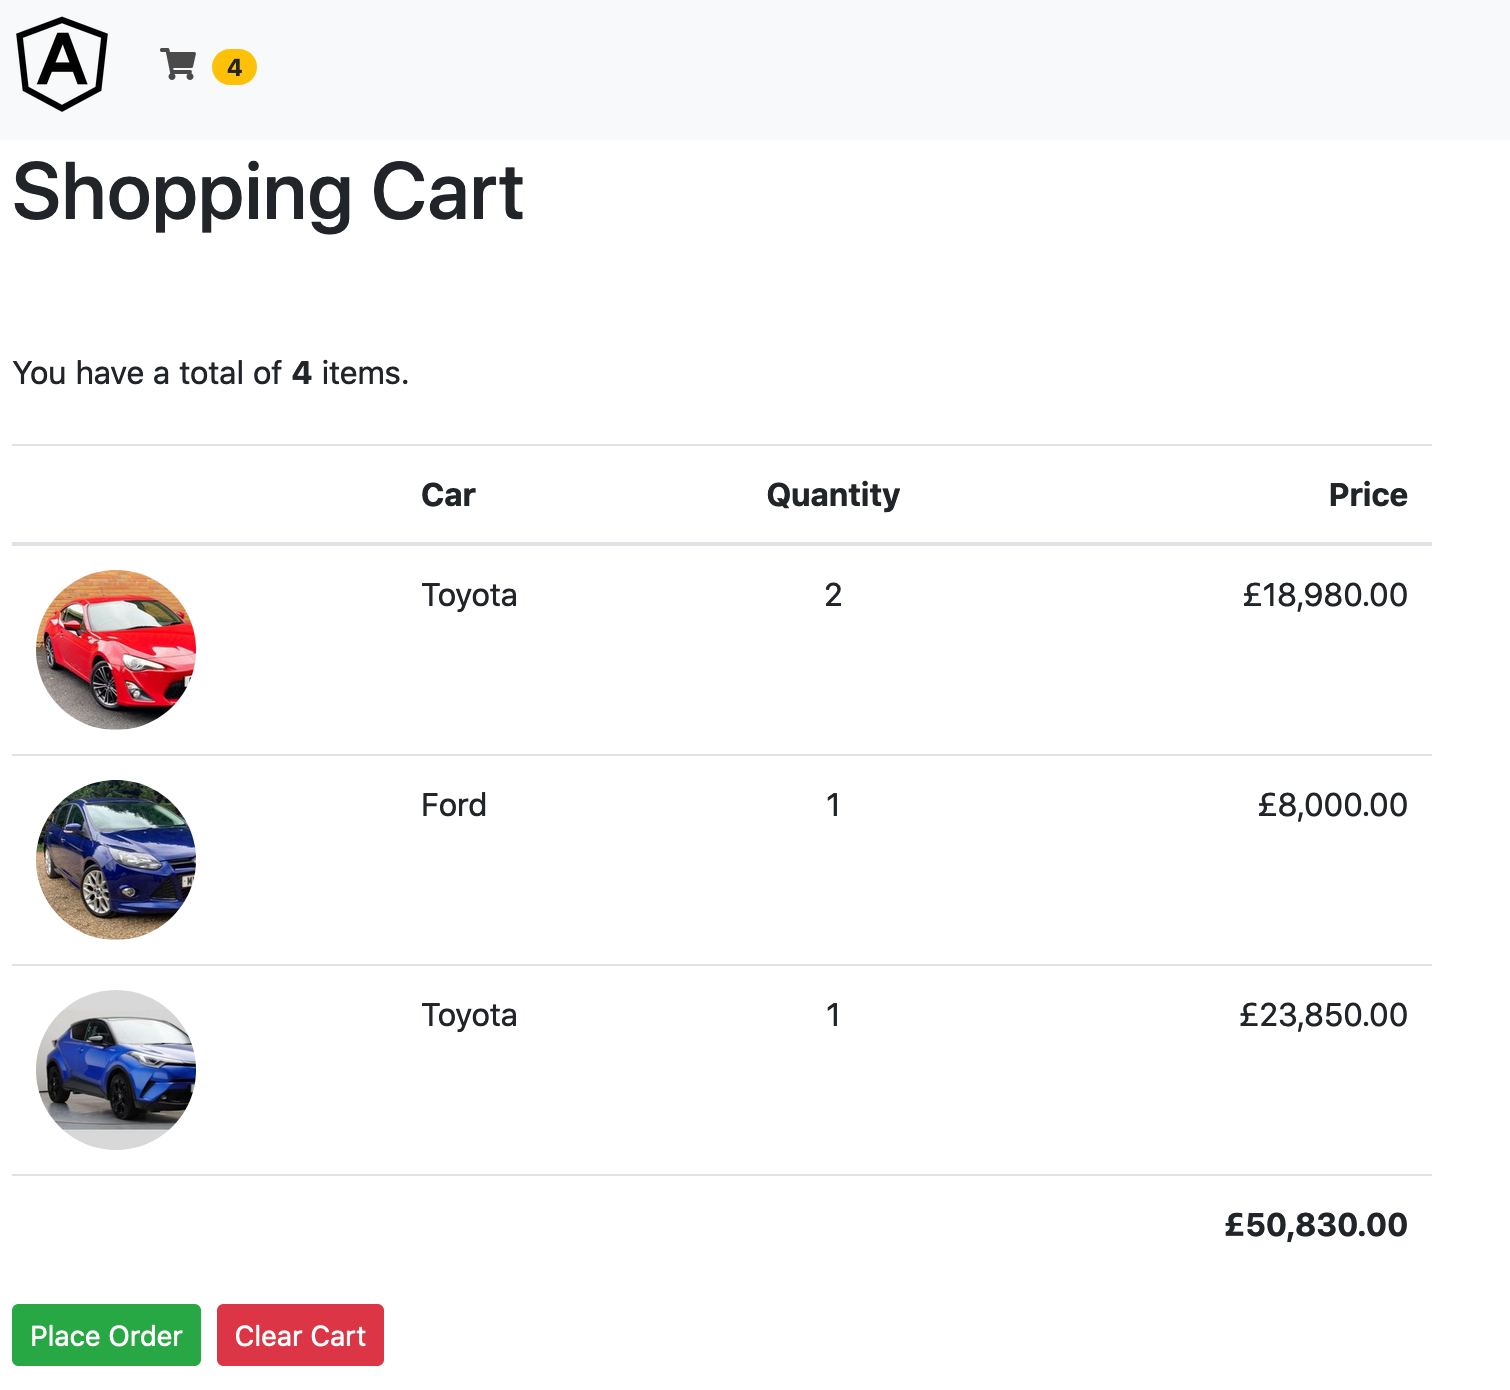 A
4
Shopping Cart
You have a total of 4 items.
Car Quantity Price
Toyota 2 £18,980.00
Ford 1 £8,000.00
Toyota 1 £23,850.00
£50,830.00
Place Order Clear Cart